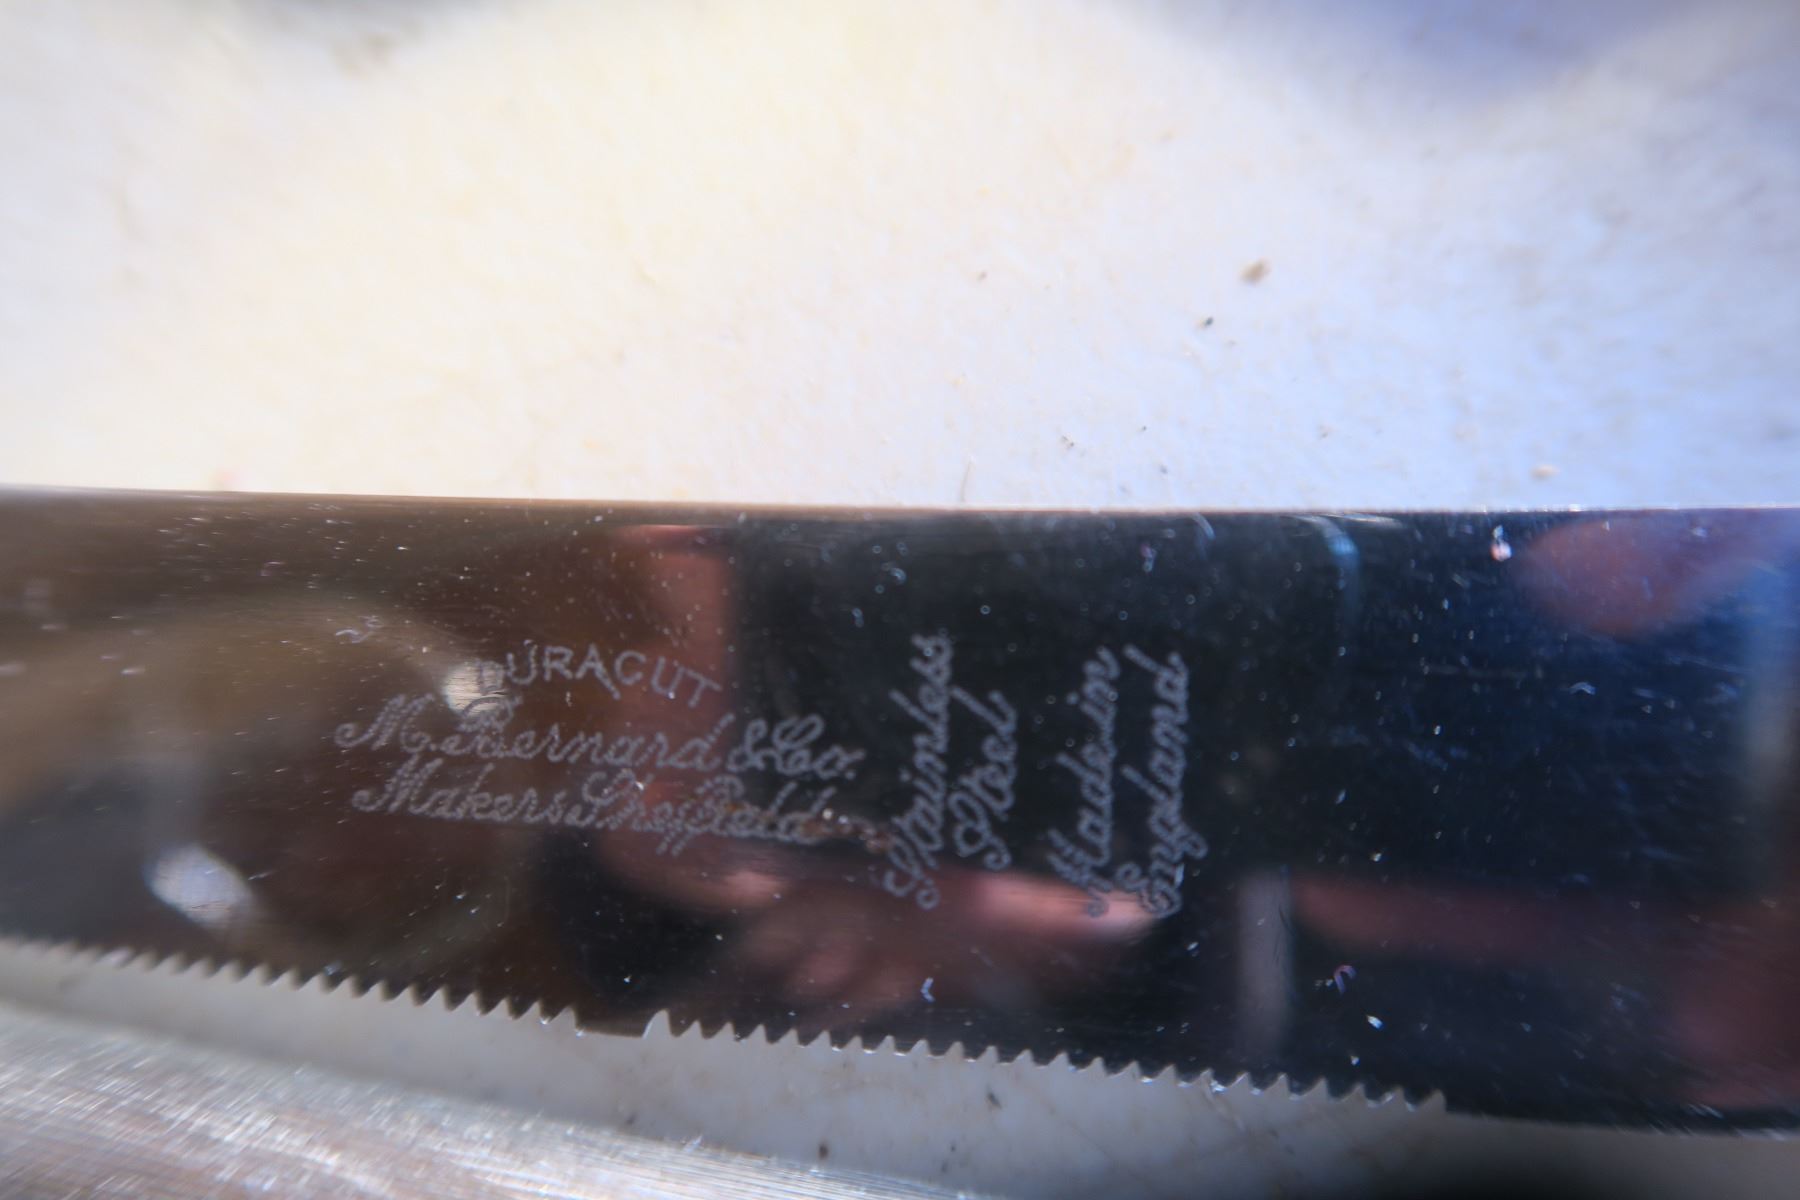 DURACUT
M. Bernard & Co.
Makers Sheffield
Stainless
Steel
Made in
England